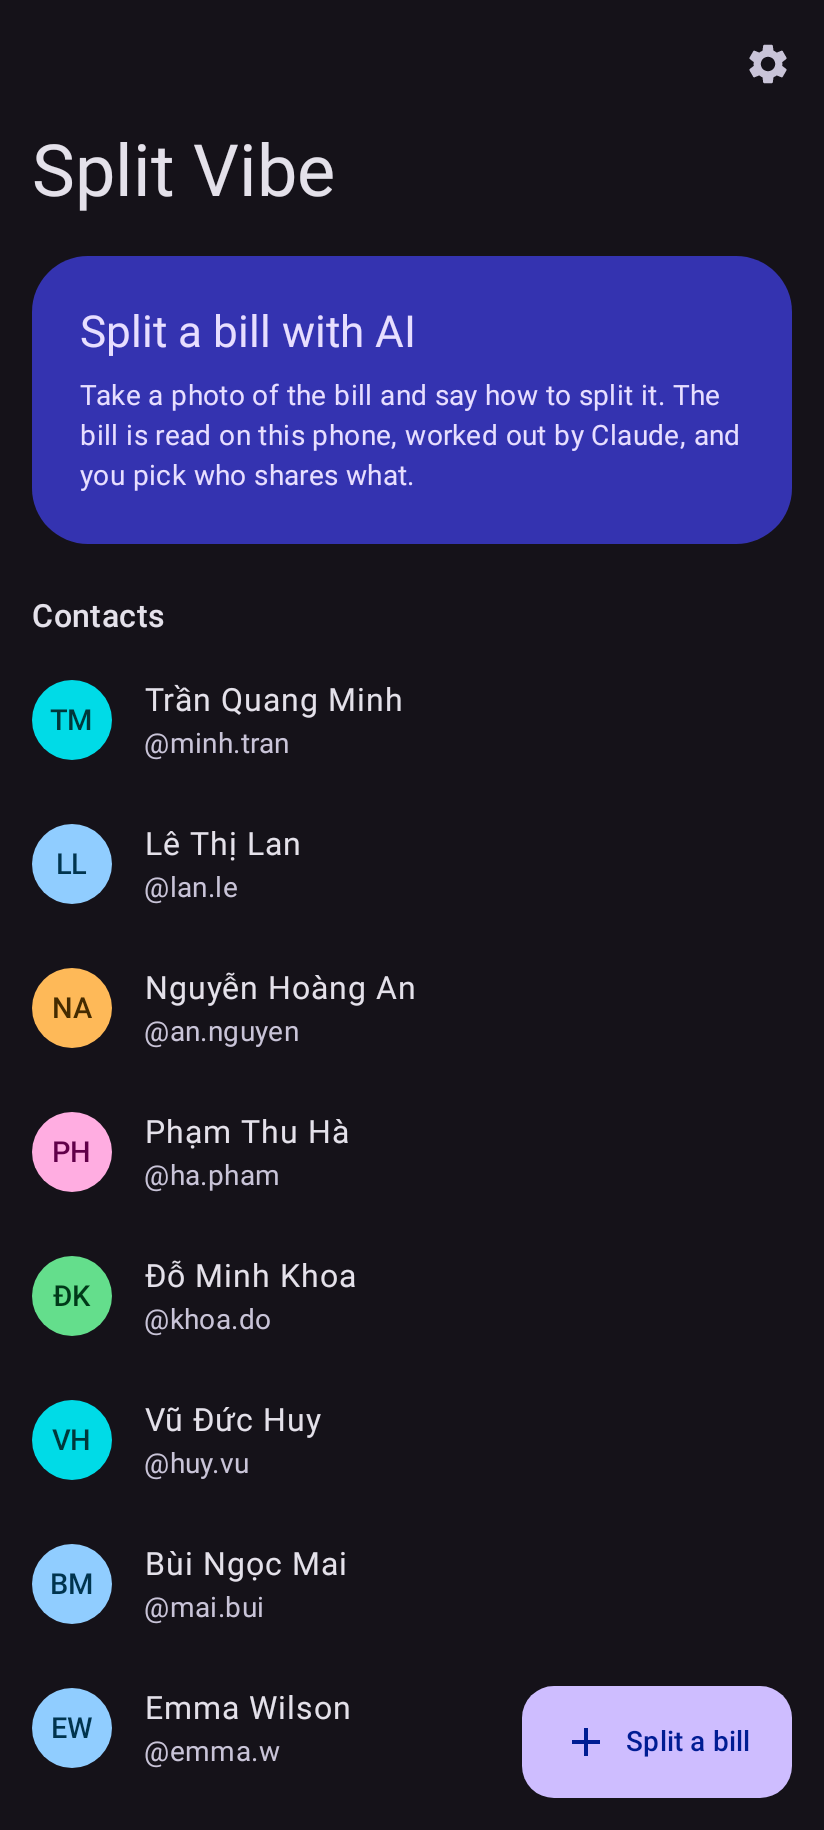 Split Vibe
Split a bill with AI
Take a photo of the bill and say how to split it. The
bill is read on this phone, worked out by Claude, and
you pick who shares what.
Contacts
TM
Trần Quang Minh
@minh.tran
LL
Lê Thị Lan
@lan.le
NA
Nguyễn Hoàng An
@an.nguyen
PH
Phạm Thu Hà
@ha.pham
ĐK
Đỗ Minh Khoa
@khoa.do
VH
Vũ Đức Huy
@huy.vu
BM
Bùi Ngọc Mai
@mai.bui
EW
Emma Wilson
@emma.w
Split a bill